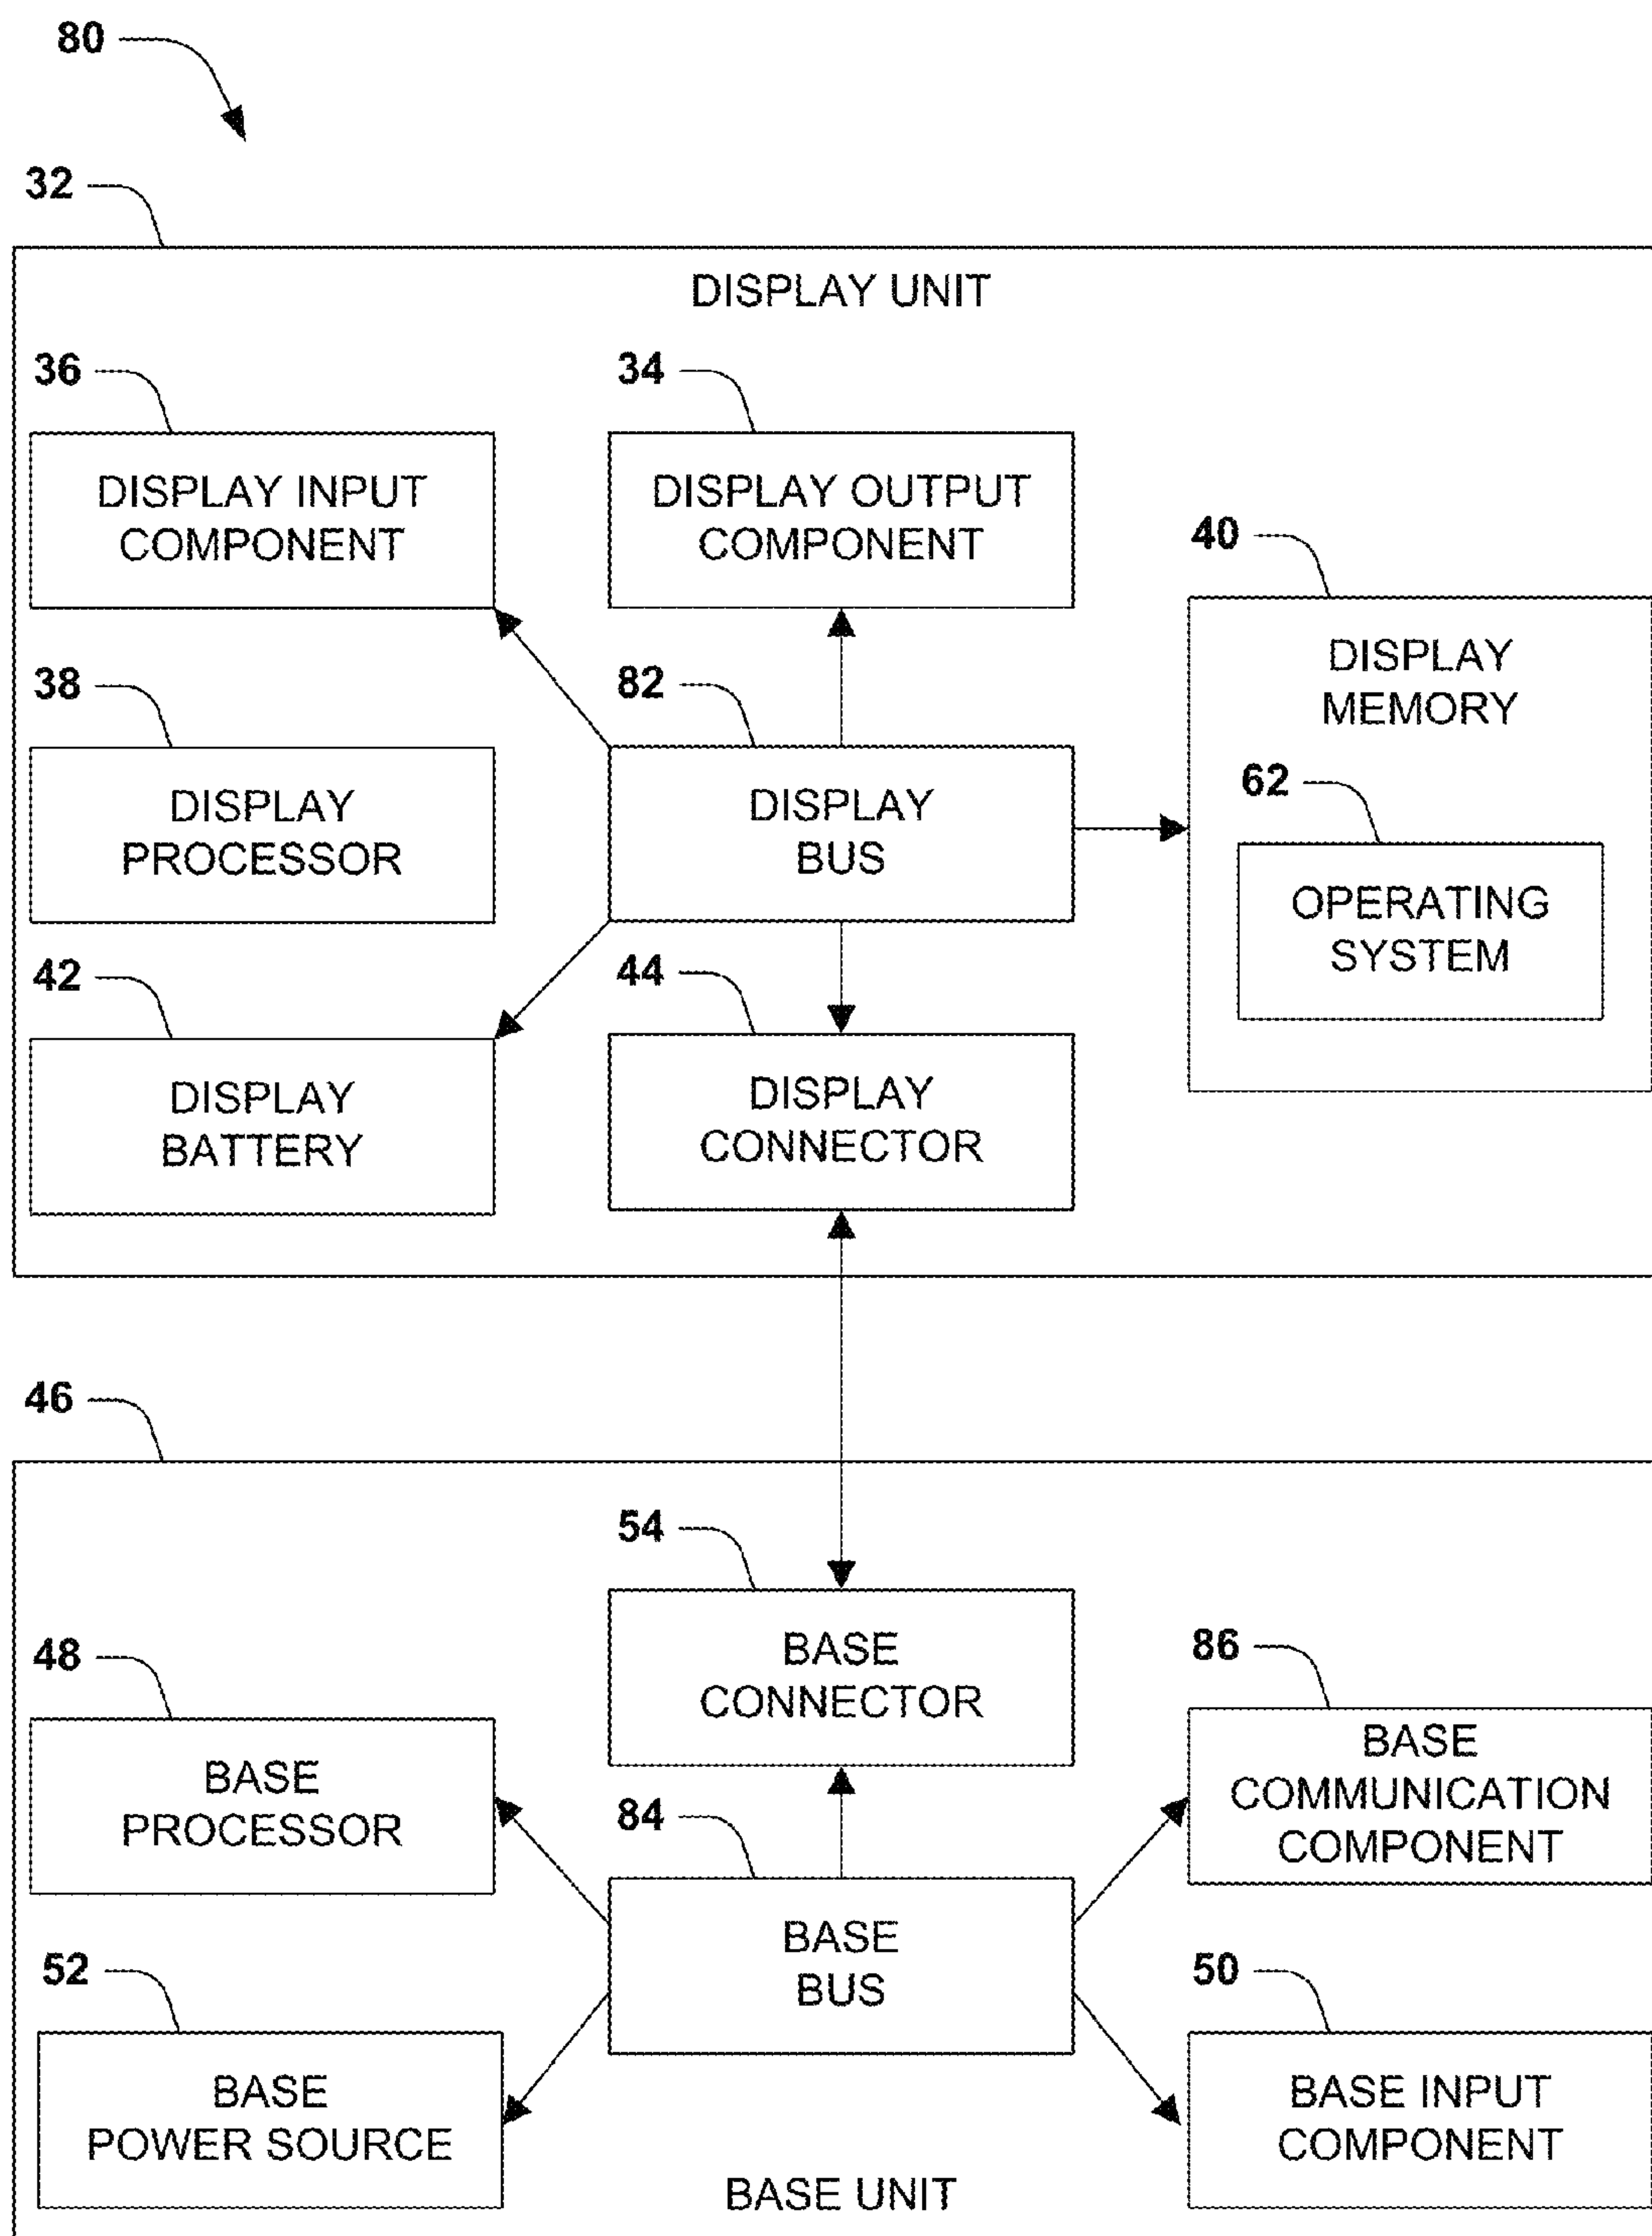 80
32
DISPLAY UNIT
36
34
DISPLAY INPUT
COMPONENT
DISPLAY OUTPUT
COMPONENT
40
DISPLAY
MEMORY
38
82
DISPLAY
PROCESSOR
DISPLAY
BUS
62
OPERATING
SYSTEM
42
44
DISPLAY
BATTERY
DISPLAY
CONNECTOR
46
54
BASE
CONNECTOR
48
86
BASE
PROCESSOR
BASE
COMMUNICATION
COMPONENT
84
BASE
BUS
52
50
BASE
POWER SOURCE
BASE INPUT
COMPONENT
BASE UNIT